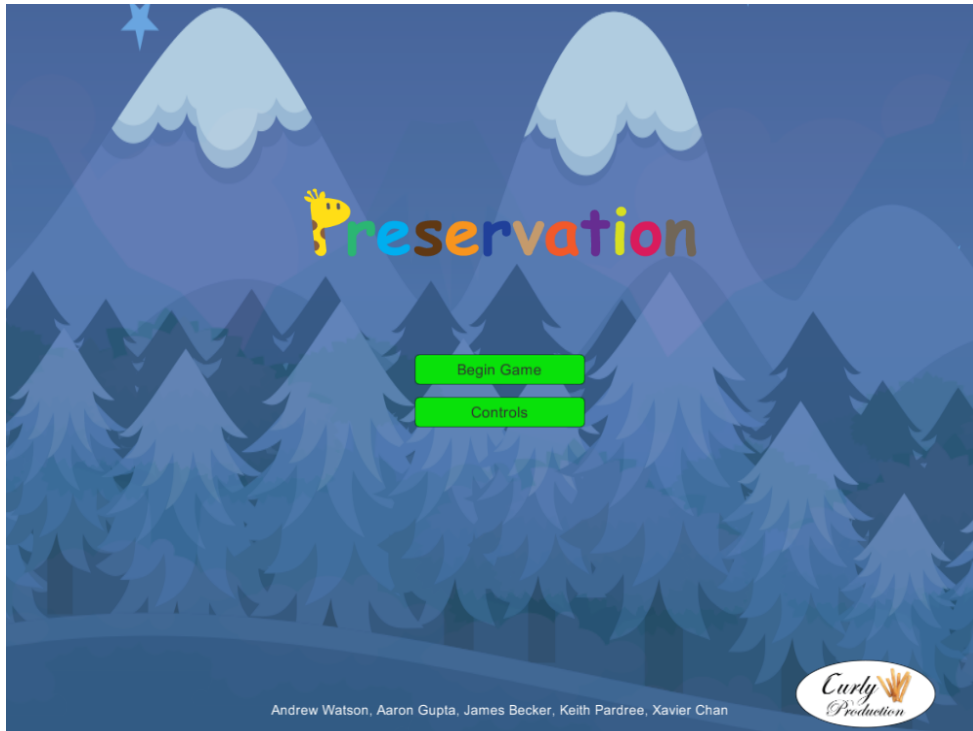 Preservation
Begin Game
Controls
Andrew Watson, Aaron Gupta, James Becker, Keith Pardree, Xavier Chan
Curly
Production